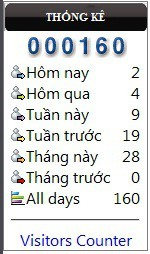 THỐNG KÊ
000160
Hôm nay 2
Hôm qua 4
Tuần này 9
Tuần trước 19
Tháng này 28
Tháng trước 0
All days 160
Visitors Counter